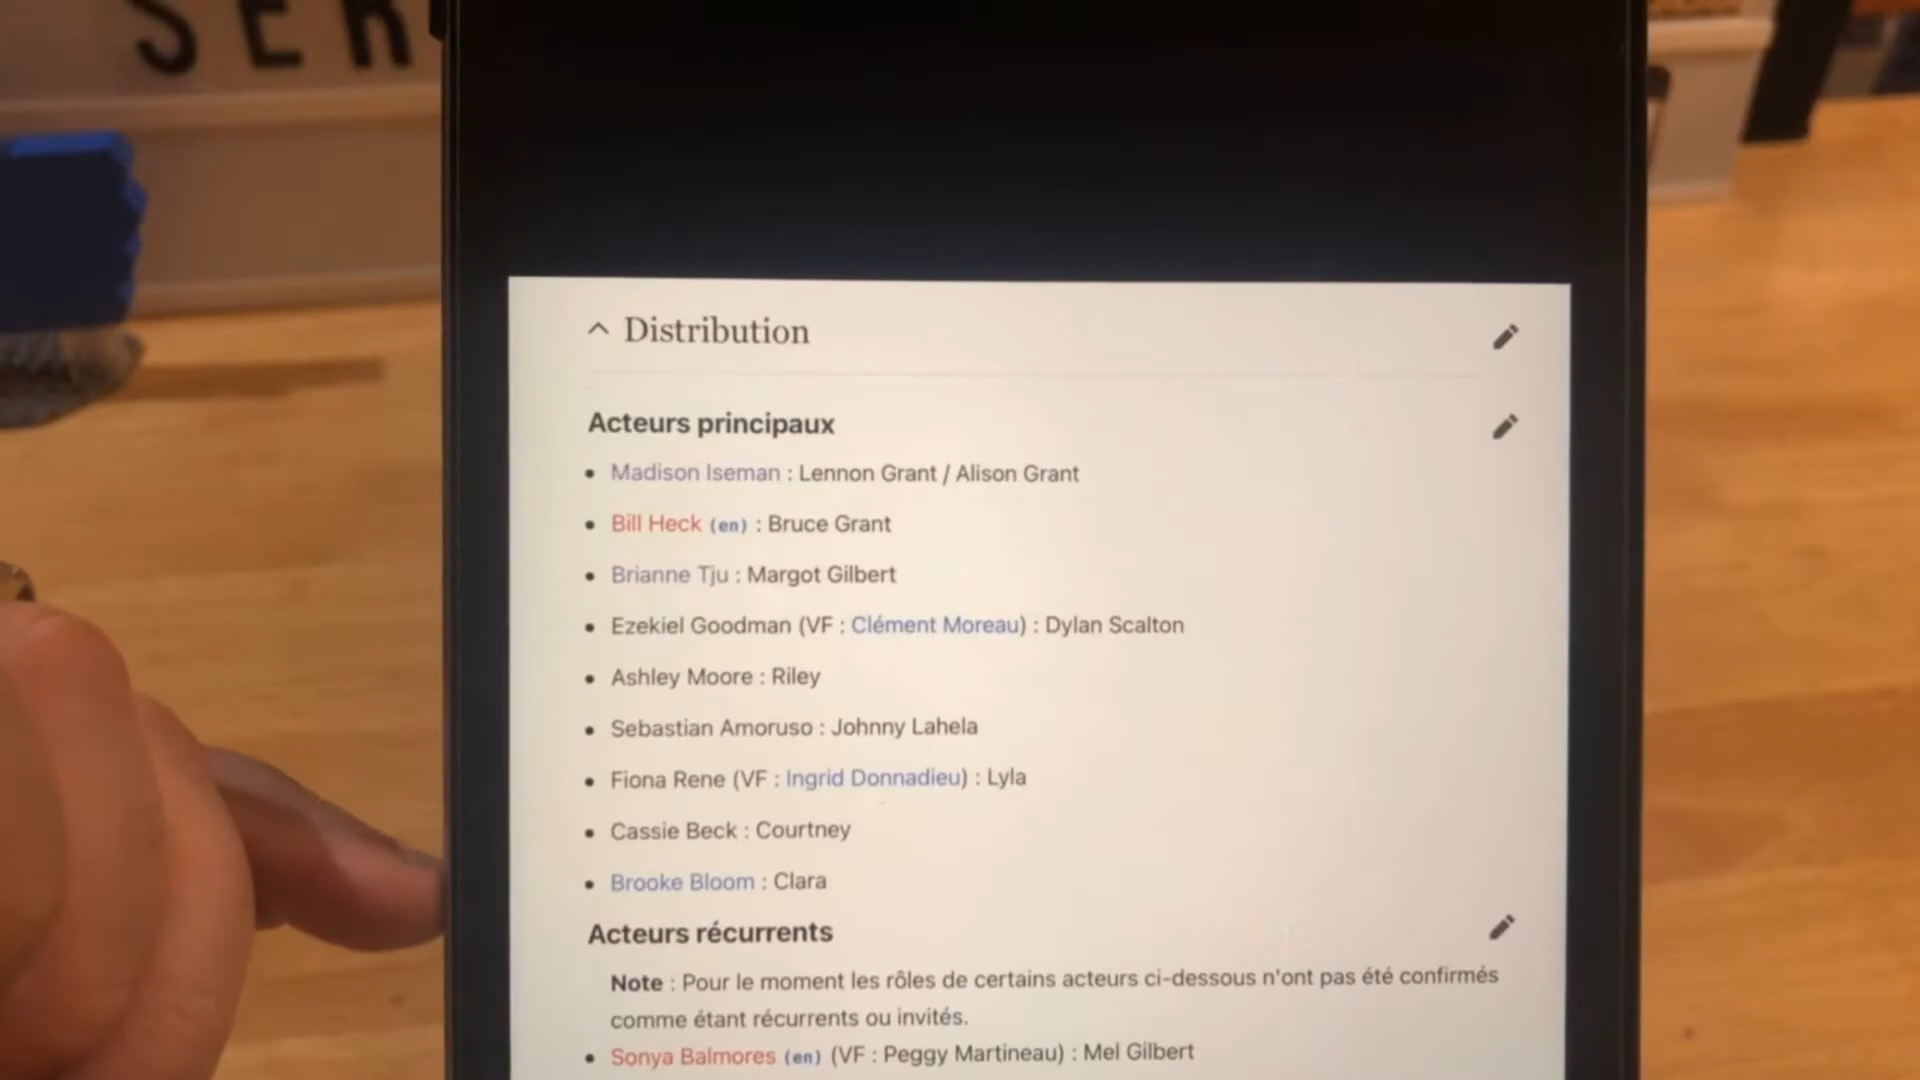 SER
Distribution
Acteurs principaux
Madison Iseman : Lennon Grant / Alison Grant
Bill Heck (en) : Bruce Grant
Brianne Tju : Margot Gilbert
Ezekiel Goodman (VF : Clément Moreau) : Dylan Scalton
Ashley Moore : Riley
Sebastian Amoruso : Johnny Lahela
Fiona Rene (VF : Ingrid Donnadieu) : Lyla
Cassie Beck : Courtney
Brooke Bloom : Clara
Acteurs récurrents
Note : Pour le moment les rôles de certains acteurs ci-dessous n'ont pas été confirmés
comme étant récurrents ou invités.
Sonya Balmores (en) (VF : Peggy Martineau) : Mel Gilbert